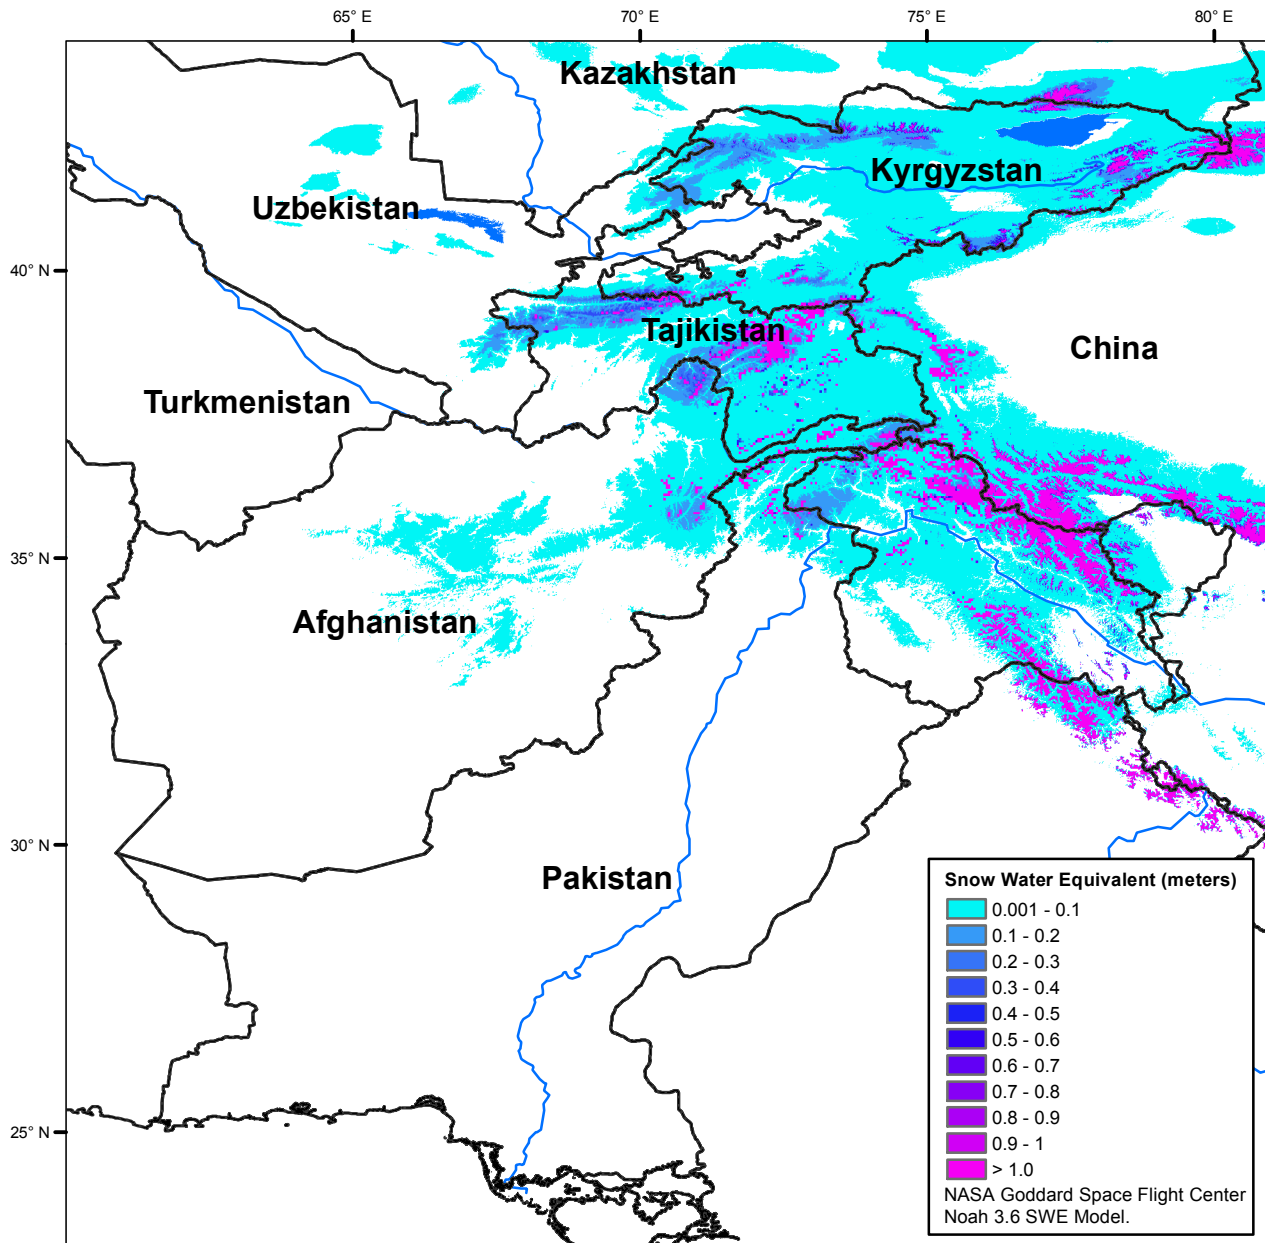 65° E
70° E
75° E
80° E
Kazakhstan
Kyrgyzstan
Uzbekistan
40° N
Tajikistan
China
Turkmenistan
35° N
Afghanistan
30° N
Pakistan
25° N
Snow Water Equivalent (meters)
0.001 - 0.1
0.1 - 0.2
0.2 - 0.3
0.3 - 0.4
0.4 - 0.5
0.5 - 0.6
0.6 - 0.7
0.7 - 0.8
0.8 - 0.9
0.9 - 1
> 1.0
NASA Goddard Space Flight Center
Noah 3.6 SWE Model.